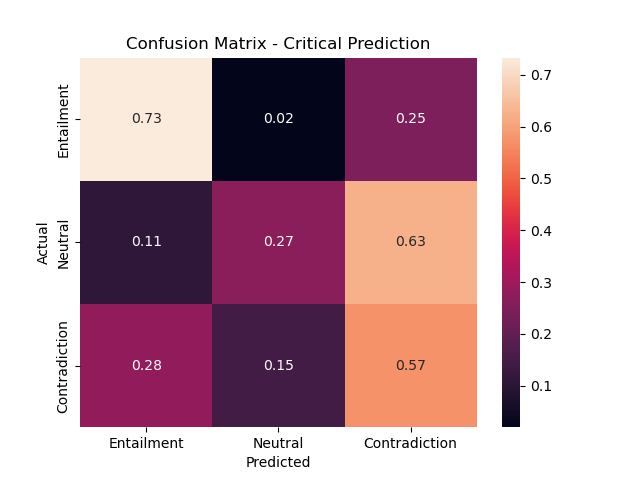 Confusion Matrix - Critical Prediction
Actual
Entailment
Neutral
Contradiction
0.73 0.02 0.25
0.11 0.27 0.63
0.28 0.15 0.57
Entailment Neutral Contradiction
Predicted
0.7
0.6
0.5
0.4
0.3
0.2
0.1